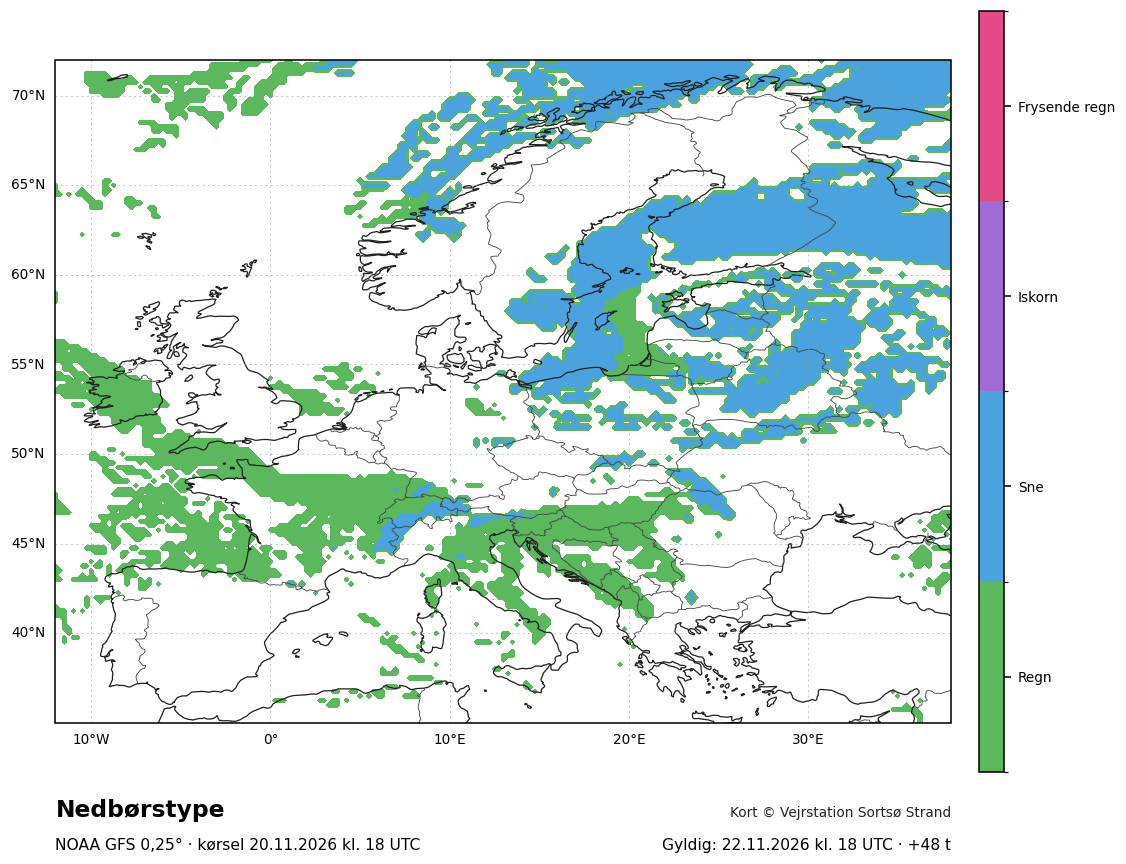 70°N
65°N
60°N
55°N
50°N
45°N
40°N
10°W
0°
10°E
20°E
30°E
Frysende regn
Iskorn
Sne
Regn
Nedbørstype
Kort © Vejrstation Sortsø Strand
NOAA GFS 0,25° · kørsel 20.11.2026 kl. 18 UTC
Gyldig: 22.11.2026 kl. 18 UTC · +48 t